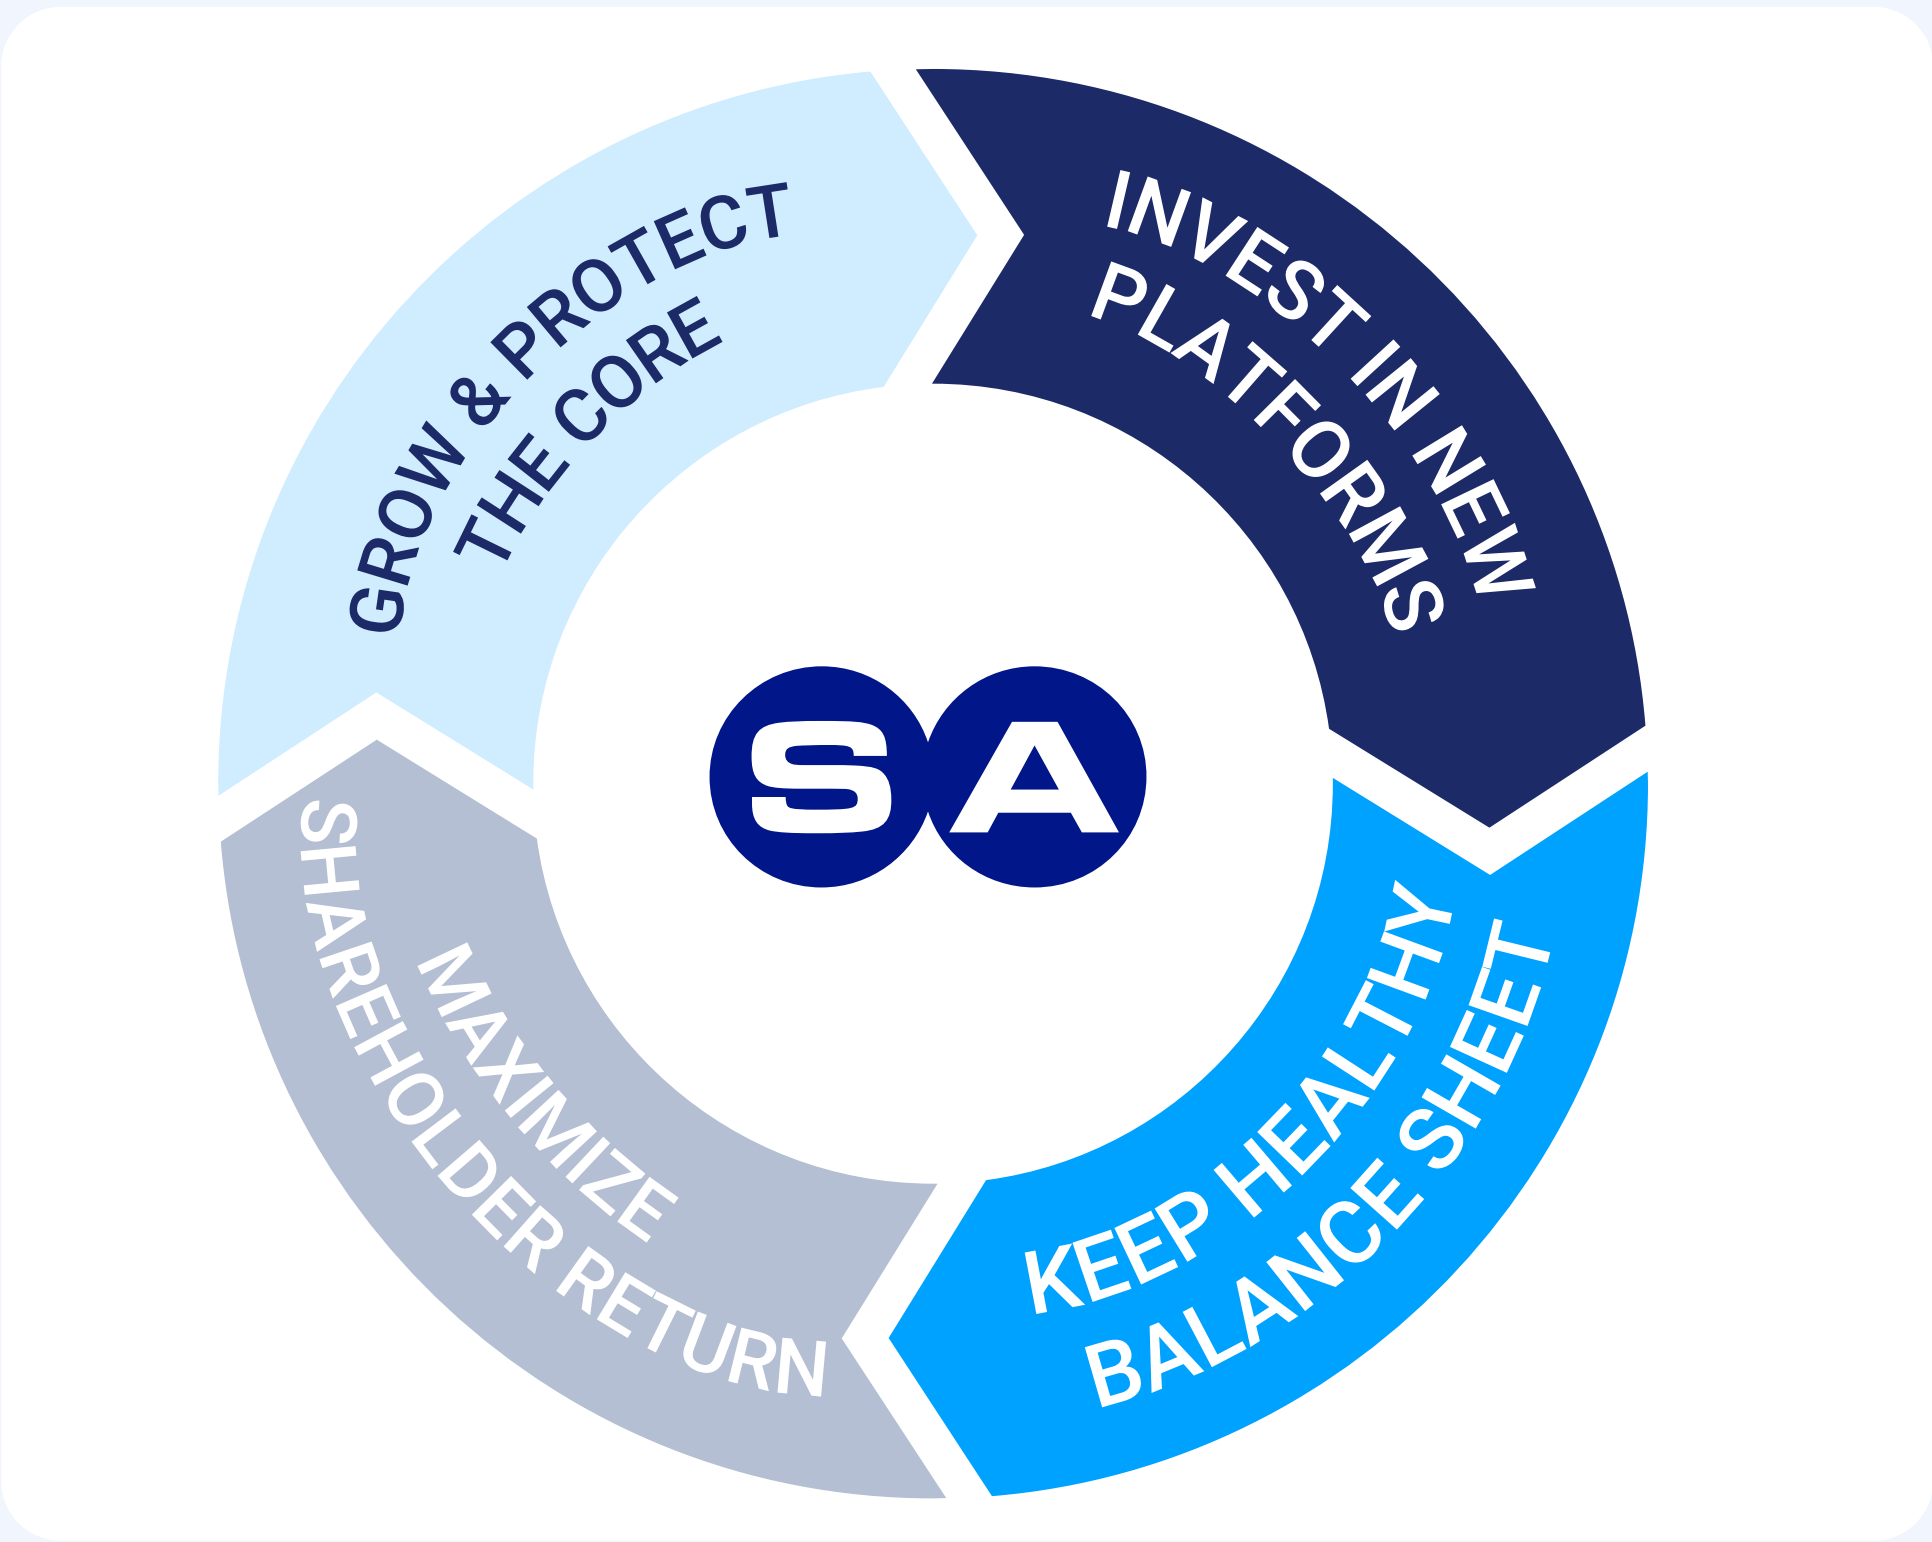 GROW & PROTECT
THE CORE
INVEST IN NEW
PLATFORMS
SA
KEEP HEALTHY
BALANCE SHEET
MAXIMIZE
SHAREHOLDER RETURN